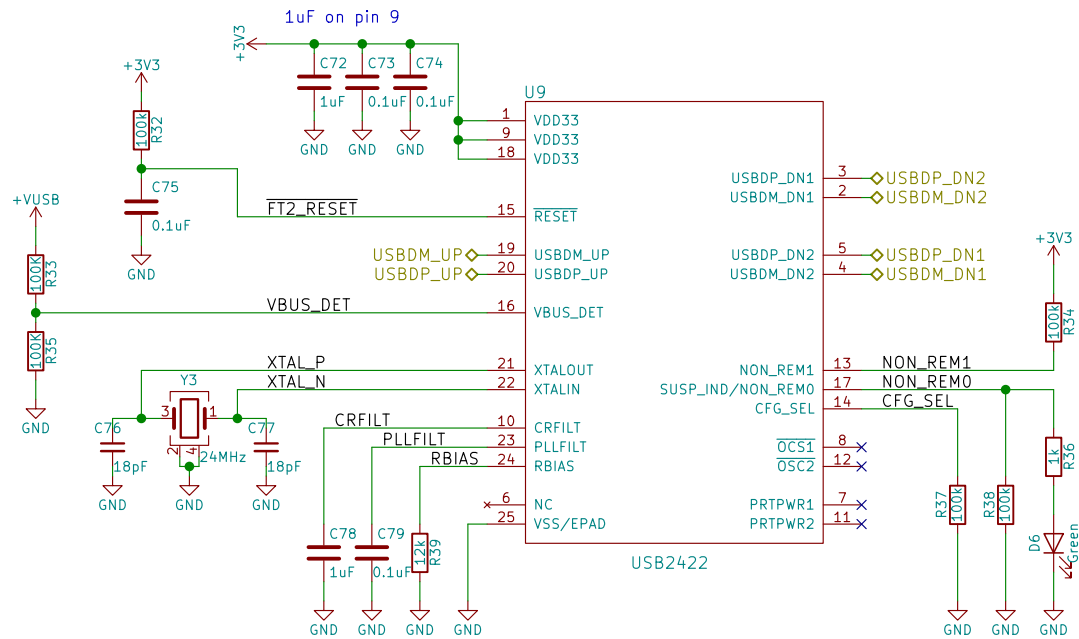 1uF on pin 9
+3V3
C72
1uF
C73
0.1uF
C74
0.1uF
GND
GND
GND
+3V3
100k
R32
C75
0.1uF
GND
FT2_RESET
+VUSB
100K
R33
100K
R35
GND
VBUS_DET
USBDM_UP
USBDP_UP
XTAL_P
XTAL_N
Y3
3
1
2
4
24MHz
C76
18pF
C77
18pF
GND
GND
GND
CRFILT
PLLFILT
RBIAS
C78
1uF
C79
0.1uF
12k
R39
GND
GND
GND
GND
U9
1 VDD33
9 VDD33
18 VDD33
15 RESET
19 USBDM_UP
20 USBDP_UP
16 VBUS_DET
21 XTALOUT
22 XTALIN
10 CRFILT
23 PLLFILT
24 RBIAS
6 NC
25 VSS/EPAD
USBDP_DN1 3
USBDM_DN1 2
USBDP_DN2 5
USBDM_DN2 4
NON_REM1 13
SUSP_IND/NON_REM0 17
CFG_SEL 14
OCS1 8
OSC2 12
PRTPWR1 7
PRTPWR2 11
USB2422
USBDP_DN2
USBDM_DN2
USBDP_DN1
USBDM_DN1
+3V3
100k
R34
NON_REM1
NON_REM0
CFG_SEL
1k
R36
R37
100k
R38
100k
D6
Green
GND
GND
GND